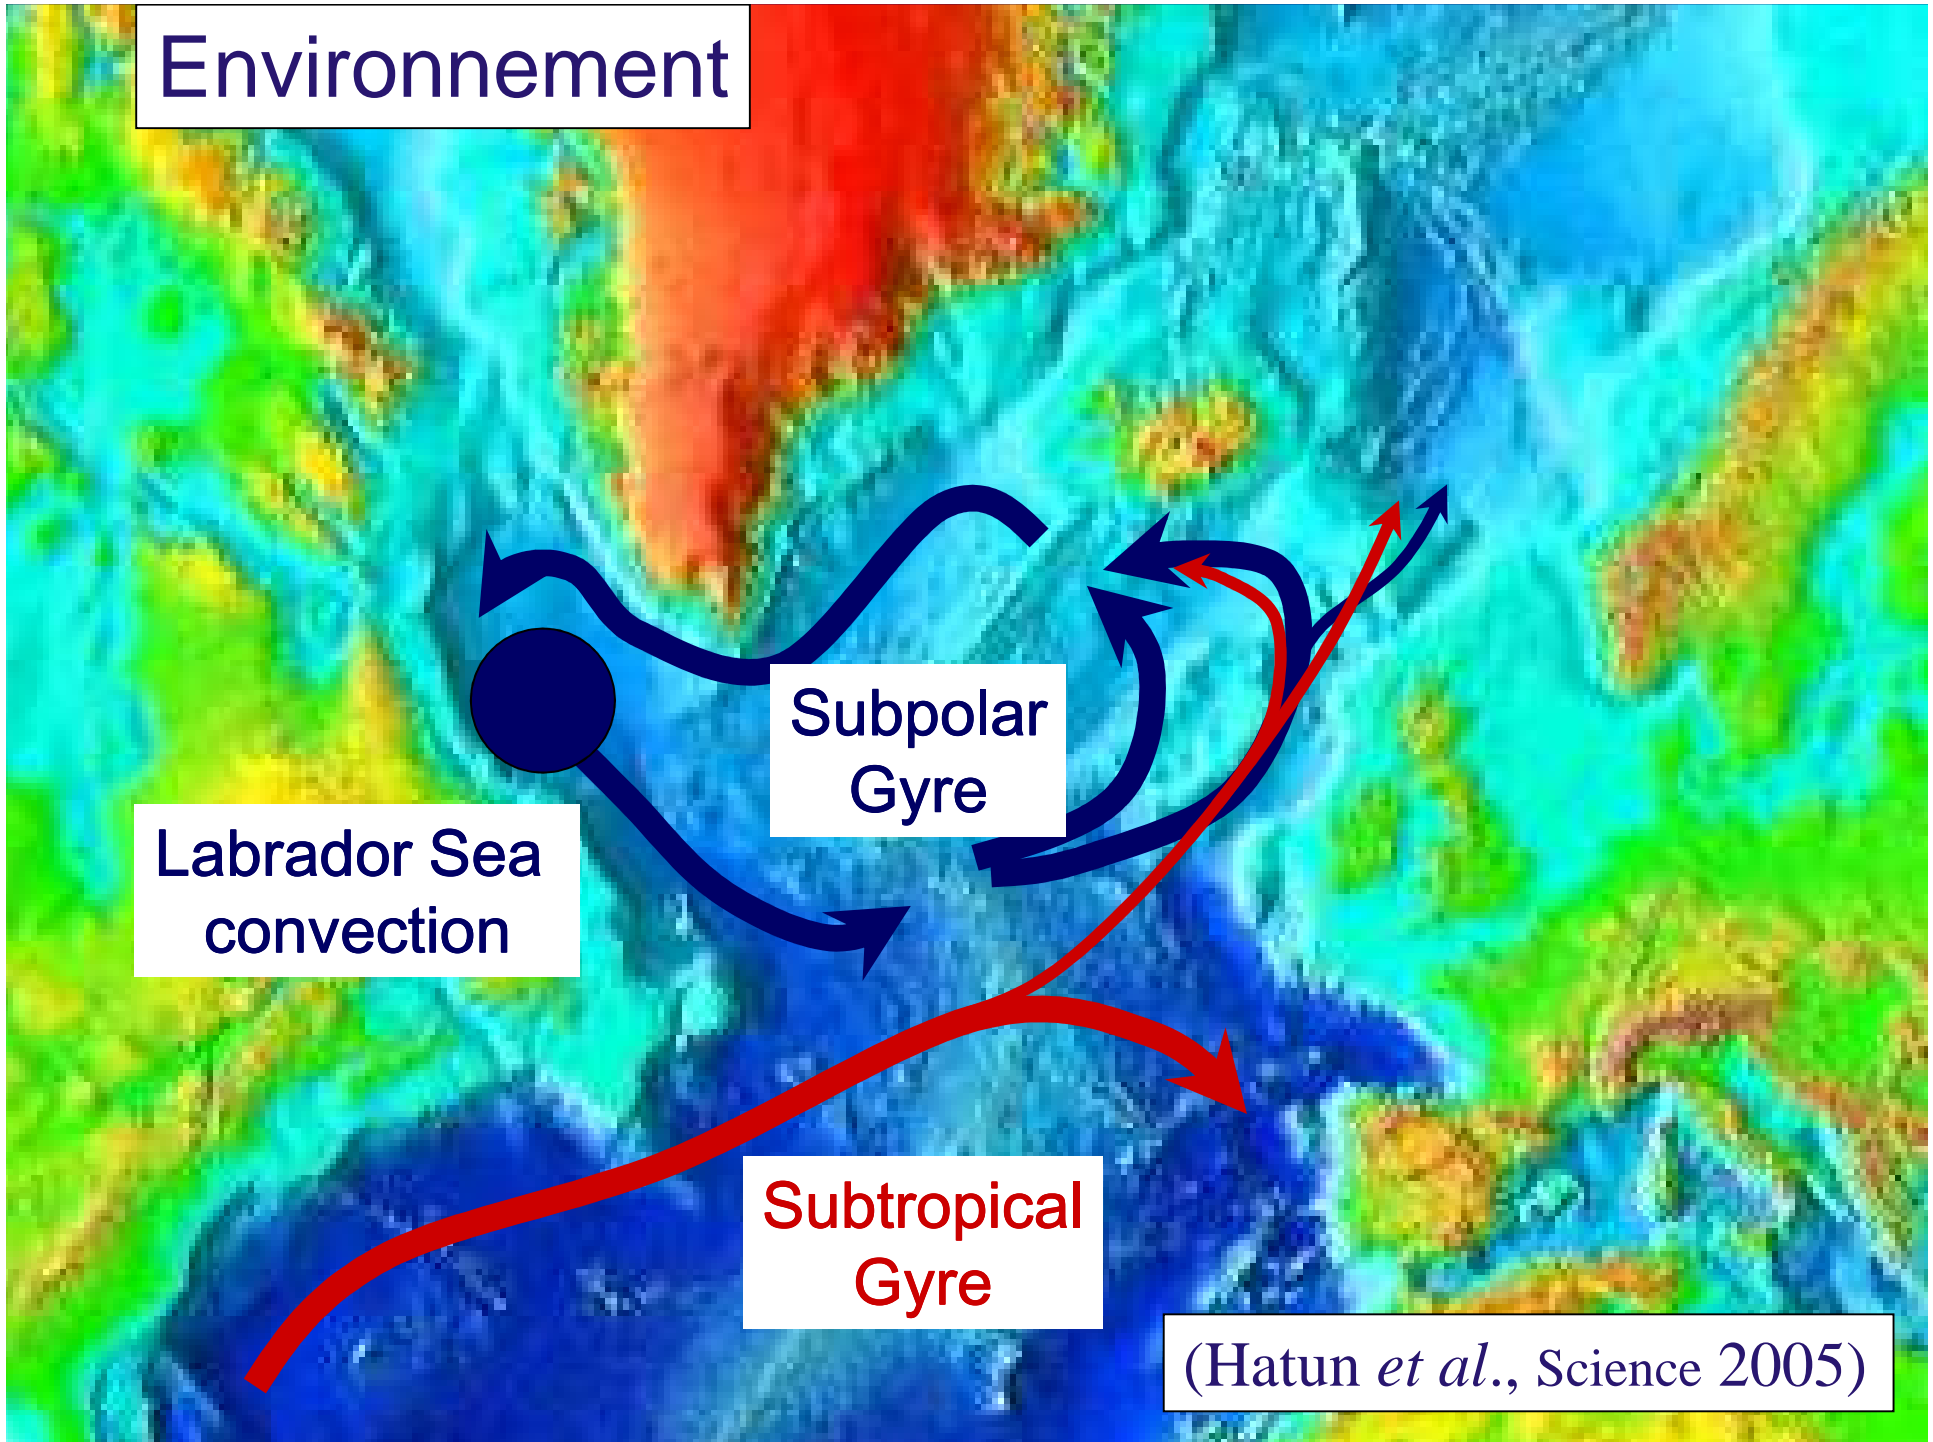 Environnement
Subpolar
Gyre
Labrador Sea
convection
Subtropical
Gyre
(Hatun et al., Science 2005)